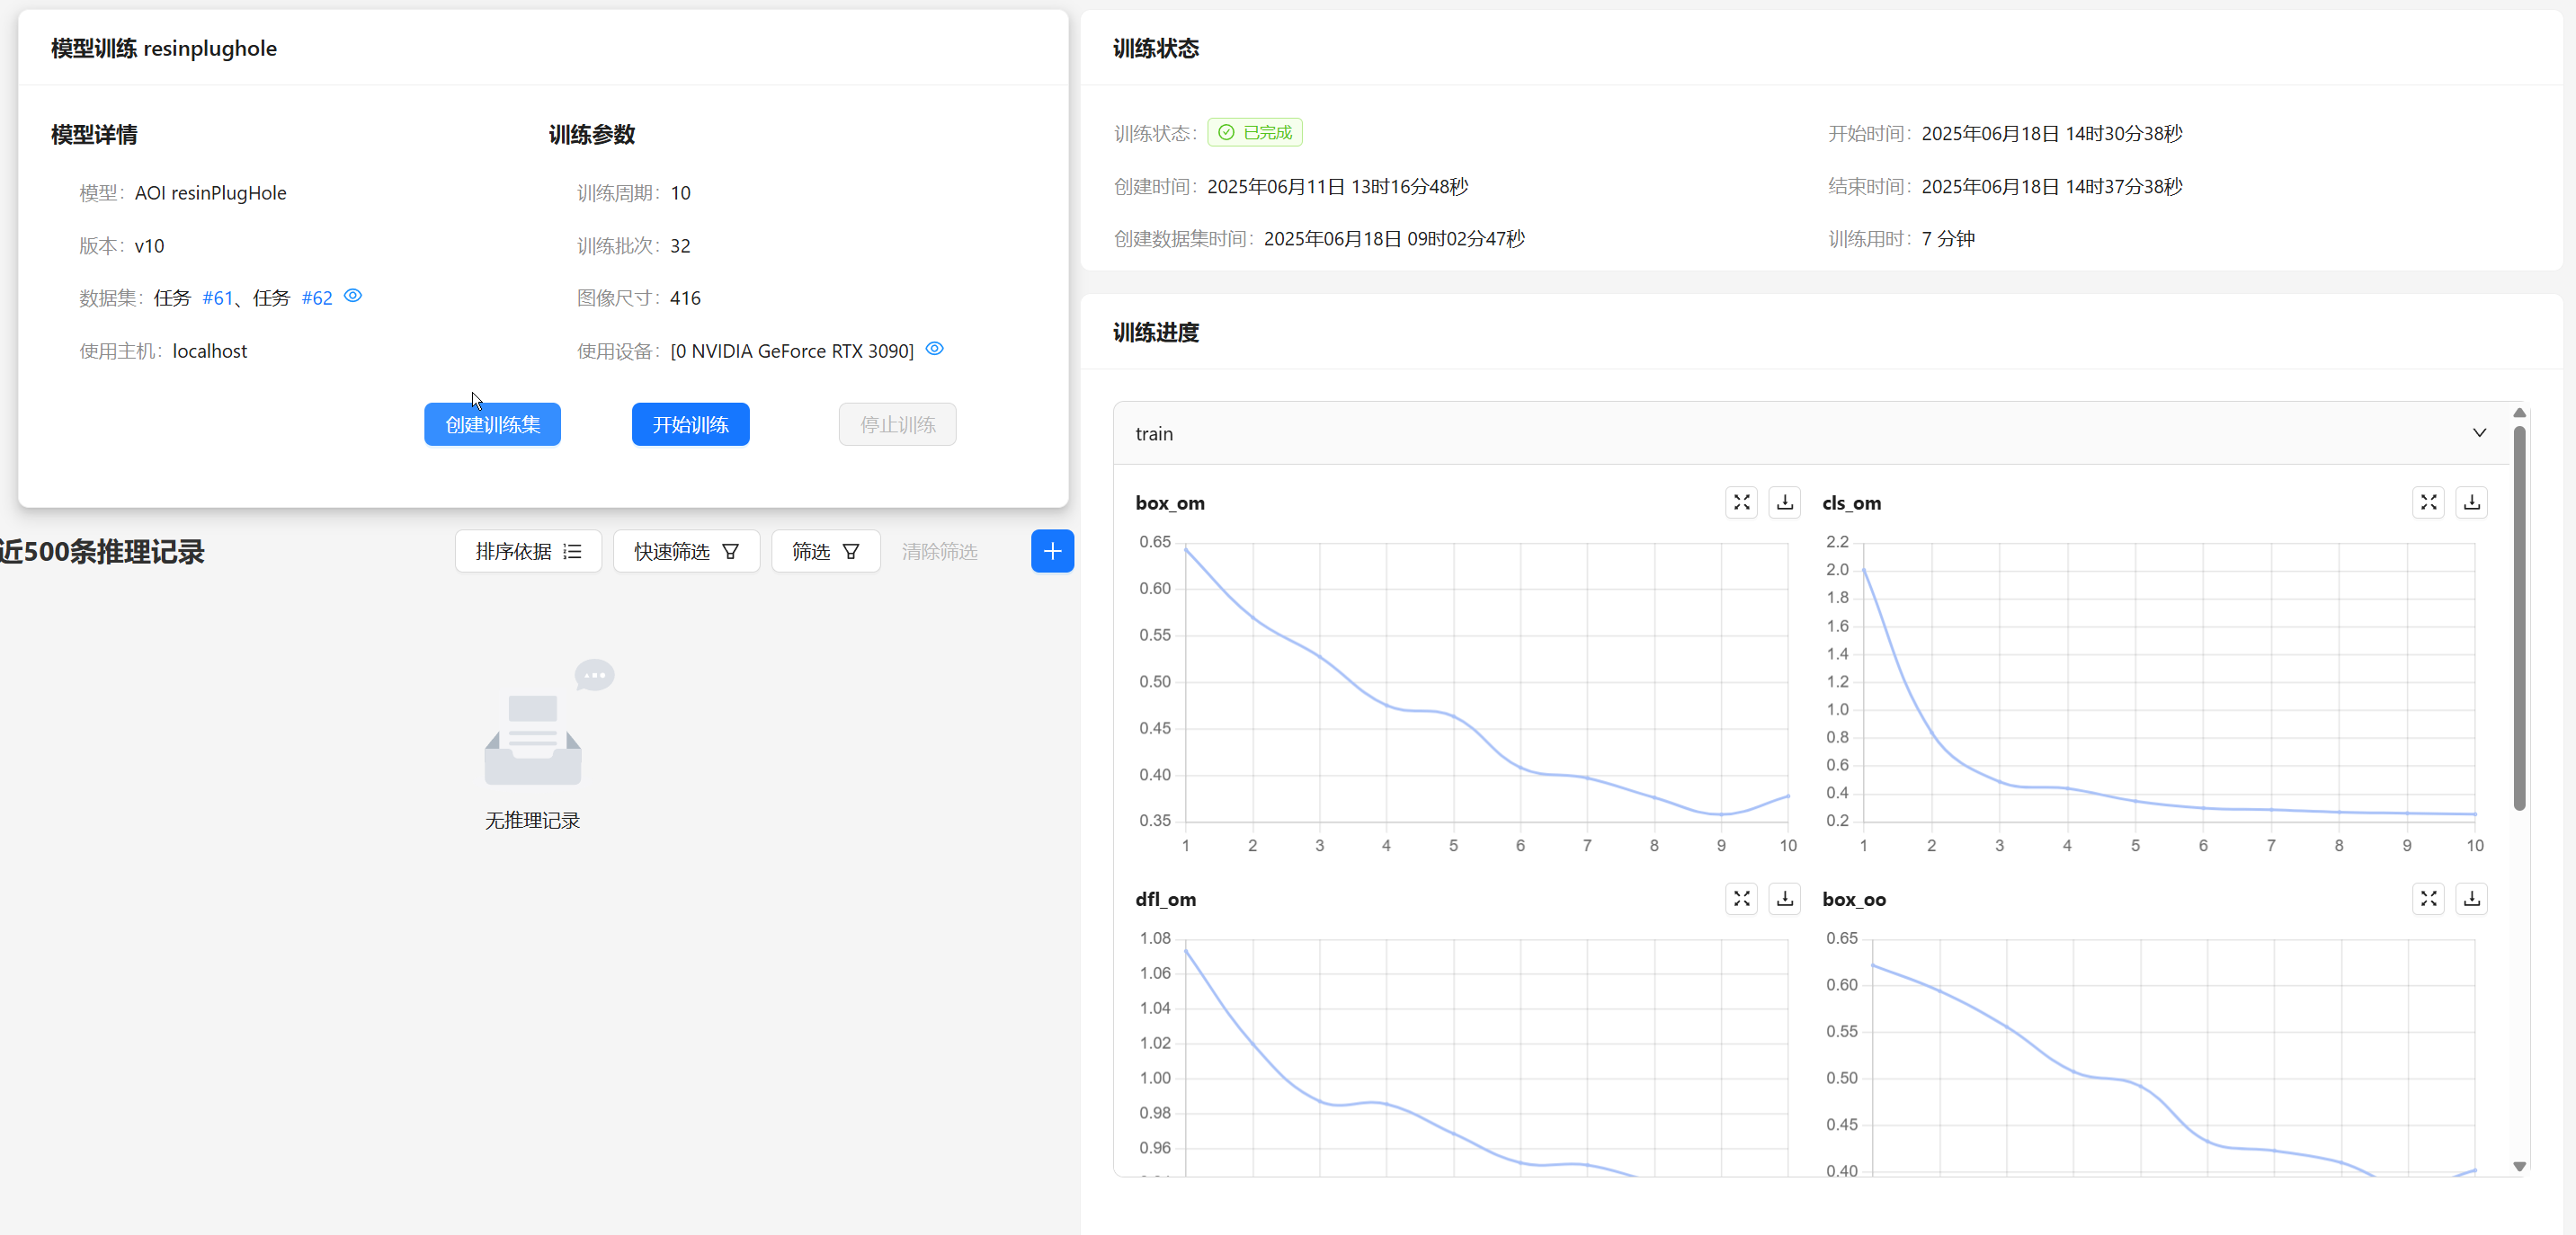 模型训练 resinplughole
模型详情
训练参数
模型：AOI resinPlugHole
训练周期：10
版本：v10
训练批次：32
数据集：任务 #61、任务 #62
图像尺寸：416
使用主机：localhost
使用设备：[0 NVIDIA GeForce RTX 3090]
创建训练集
开始训练
停止训练
近500条推理记录
排序依据
快速筛选
筛选
清除筛选
无推理记录
训练状态
训练状态：已完成
开始时间：2025年06月18日 14时30分38秒
创建时间：2025年06月11日 13时16分48秒
结束时间：2025年06月18日 14时37分38秒
创建数据集时间：2025年06月18日 09时02分47秒
训练用时：7 分钟
训练进度
train
box_om
0.65
0.60
0.55
0.50
0.45
0.40
0.35
1 2 3 4 5 6 7 8 9 10
cls_om
2.2
2.0
1.8
1.6
1.4
1.2
1.0
0.8
0.6
0.4
0.2
1 2 3 4 5 6 7 8 9 10
dfl_om
1.08
1.06
1.04
1.02
1.00
0.98
0.96
box_oo
0.65
0.60
0.55
0.50
0.45
0.40